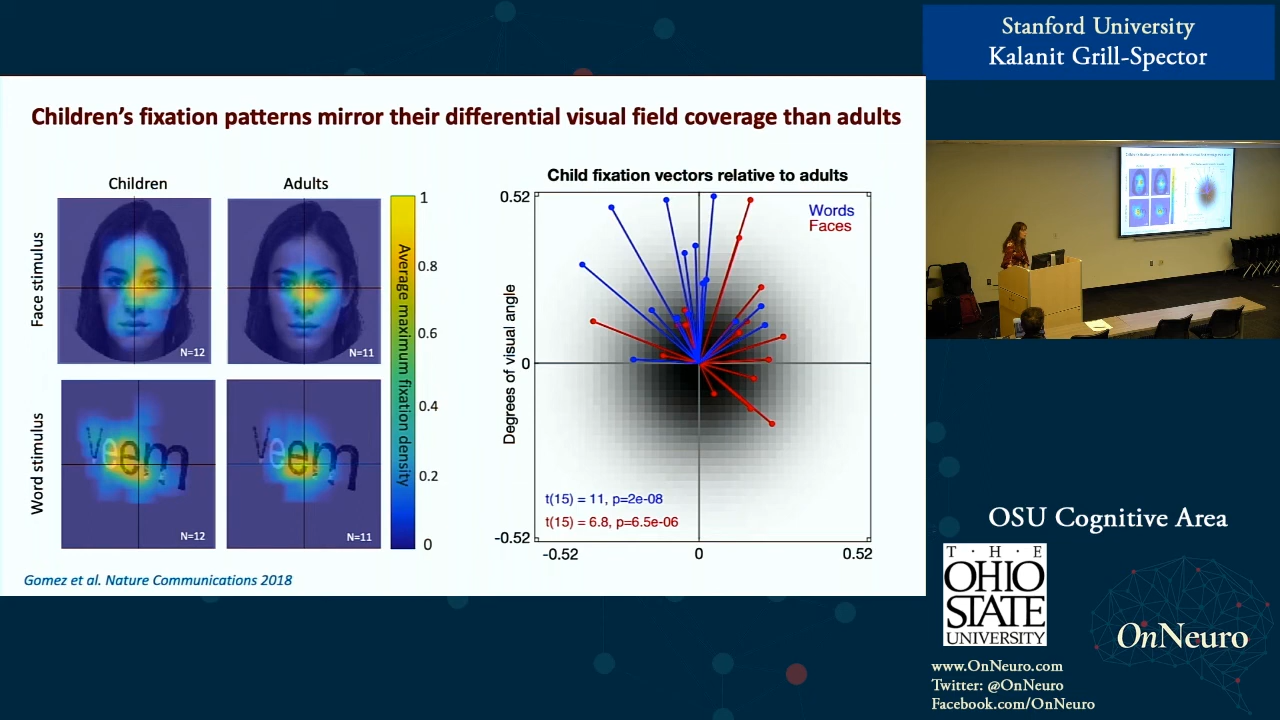 Stanford University
Kalanit Grill-Spector
Children's fixation patterns mirror their differential visual field coverage than adults
Children
Adults
Face stimulus
N=12
N=11
Word stimulus
veem
N=12
veem
N=11
1
0.8
0.6
0.4
0.2
0
Average maximum fixation density
Child fixation vectors relative to adults
0.52
0
-0.52
Degrees of visual angle
Words
Faces
t(15) = 11, p=2e-08
t(15) = 6.8, p=6.5e-06
-0.52
0
0.52
Gomez et al. Nature Communications 2018
OSU Cognitive Area
T · H · E
OHIO
STATE
UNIVERSITY
OnNeuro
www.OnNeuro.com
Twitter: @OnNeuro
Facebook.com/OnNeuro